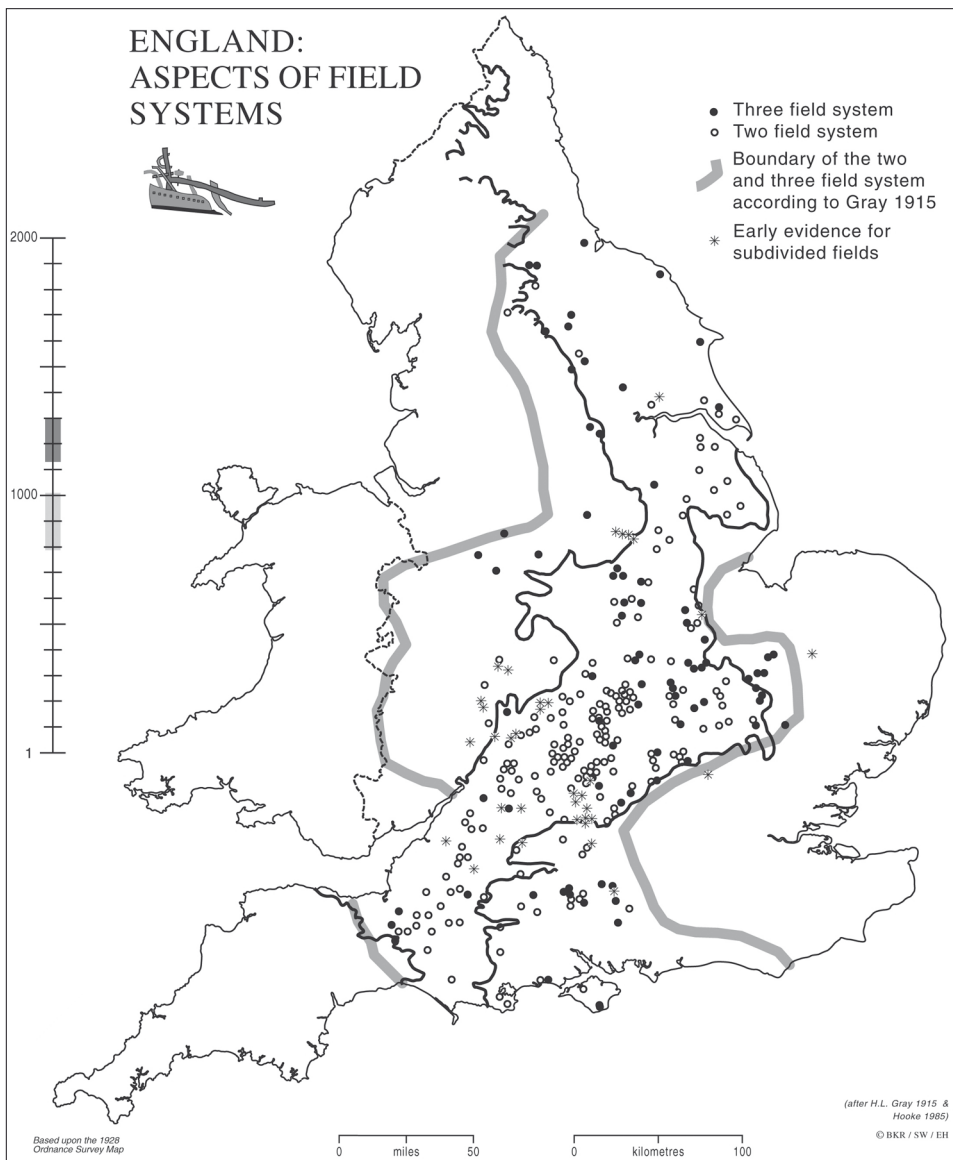 ENGLAND:
ASPECTS OF FIELD
SYSTEMS
Three field system
Two field system
Boundary of the two
and three field system
according to Gray 1915
Early evidence for
subdivided fields
2000
1000
1
(after H.L. Gray 1915 &
Hooke 1985)
© BKR / SW / EH
Based upon the 1928
Ordnance Survey Map
0 miles 50
0 kilometres 100